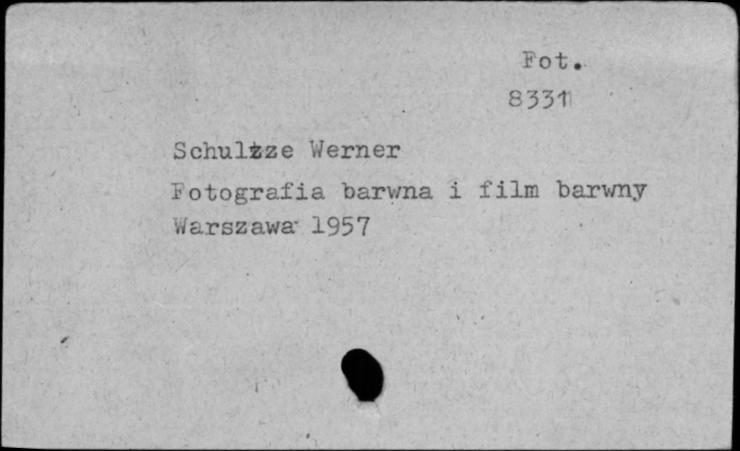 Fot.
8331
Schultze Werner
Fotografia barwna i film barwny
Warszawa 1957